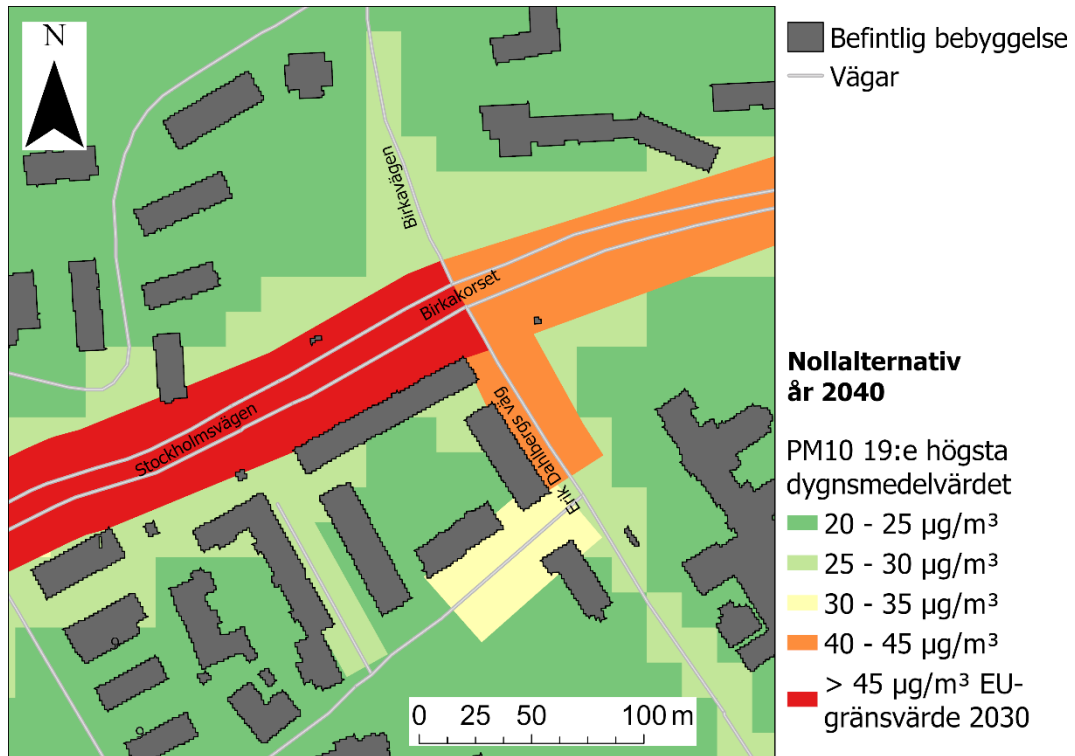 N
Birkavägen
Birkakorset
Stockholmsvägen
Erik Dahlbergs väg
0 25 50 100 m
Befintlig bebyggelse
Vägar
Nollalternativ
år 2040
PM10 19:e högsta
dygnsmedelvärdet
20 - 25 µg/m³
25 - 30 µg/m³
30 - 35 µg/m³
40 - 45 µg/m³
> 45 µg/m³ EU-
gränsvärde 2030